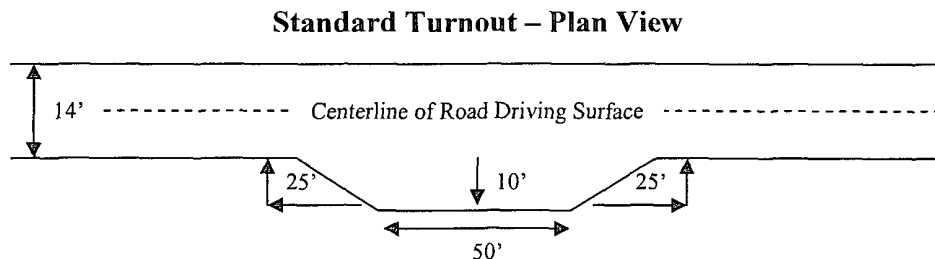 Standard Turnout – Plan View
14'
Centerline of Road Driving Surface
25'
10'
25'
50'